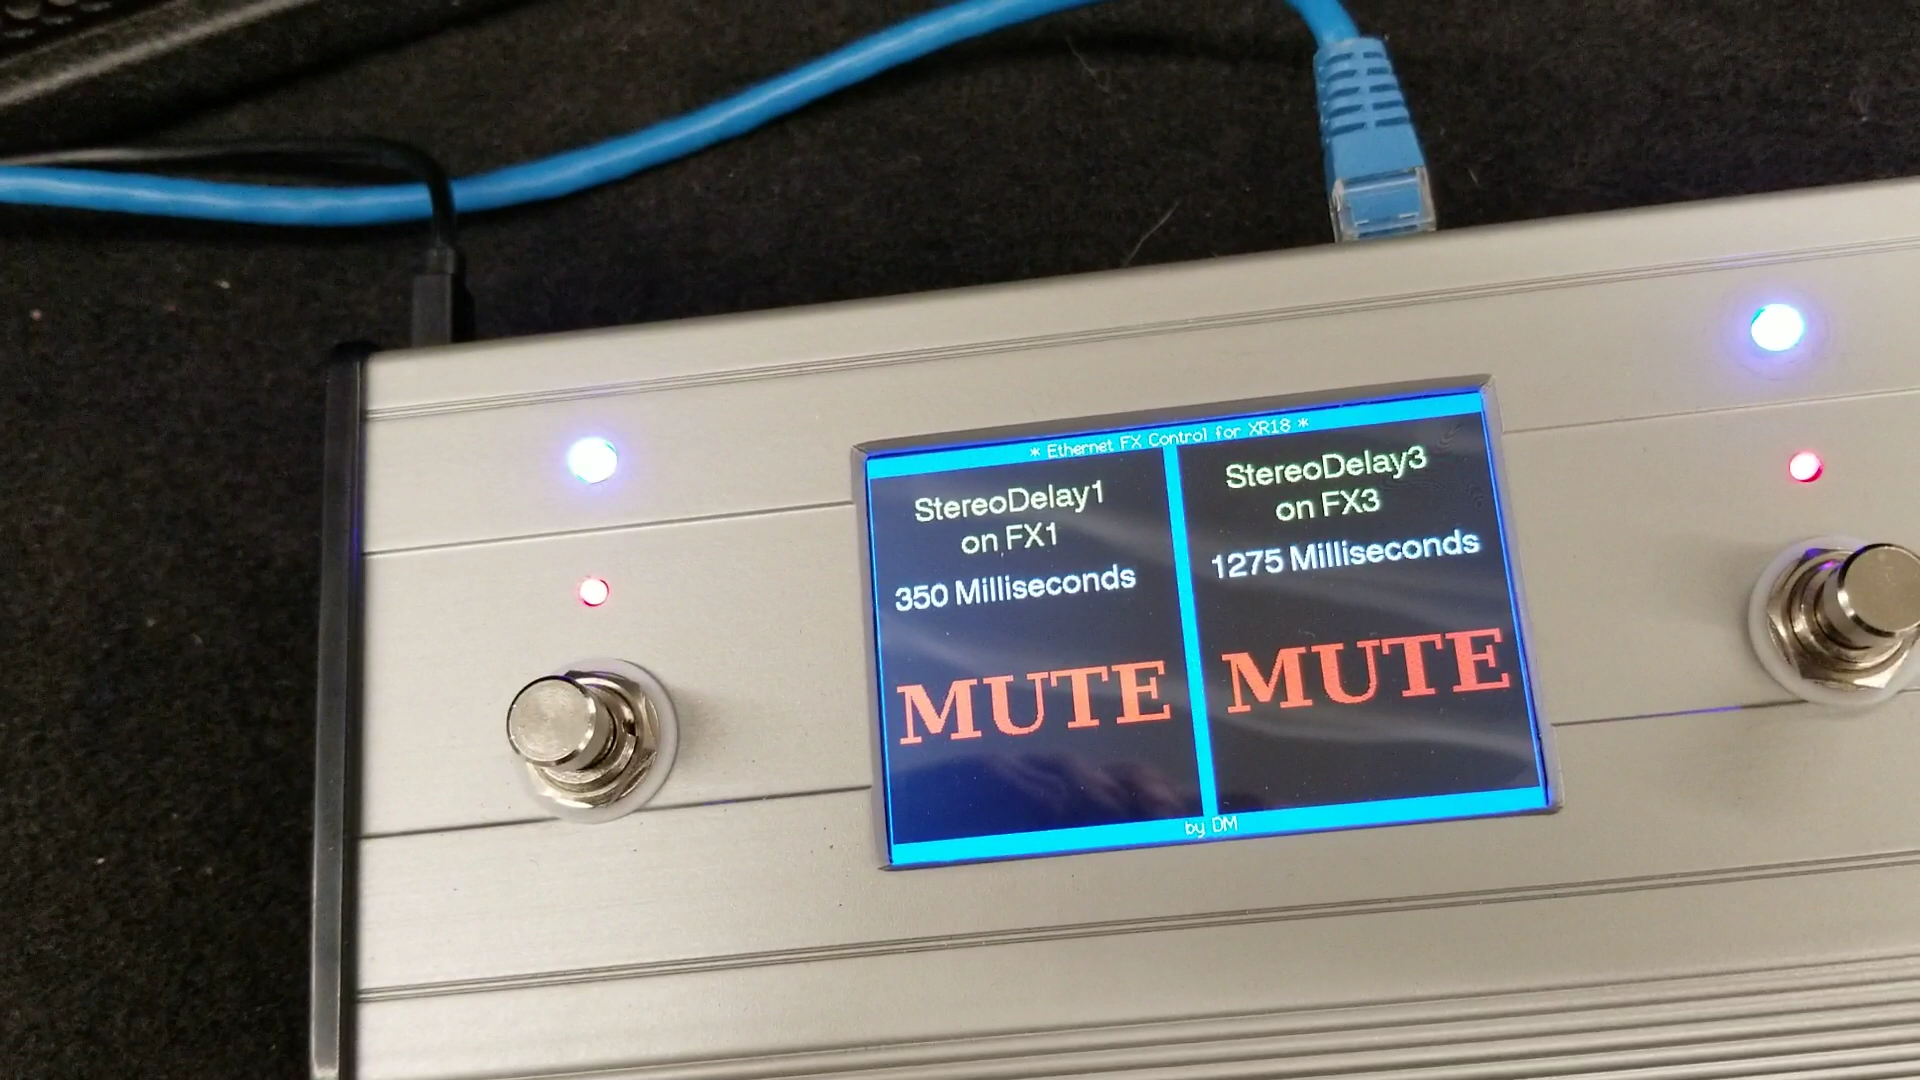 * Ethernet FX Control for XR18 *
StereoDelay1
on FX1
350 Milliseconds
MUTE
StereoDelay3
on FX3
1275 Milliseconds
MUTE
by DM